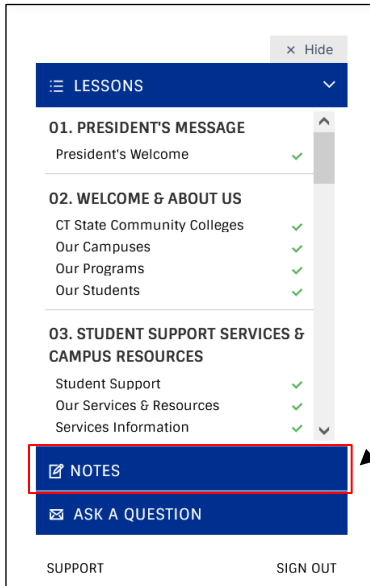 × Hide
LESSONS
01. PRESIDENT'S MESSAGE
President's Welcome
02. WELCOME & ABOUT US
CT State Community Colleges
Our Campuses
Our Programs
Our Students
03. STUDENT SUPPORT SERVICES &
CAMPUS RESOURCES
Student Support
Our Services & Resources
Services Information
NOTES
ASK A QUESTION
SUPPORT SIGN OUT